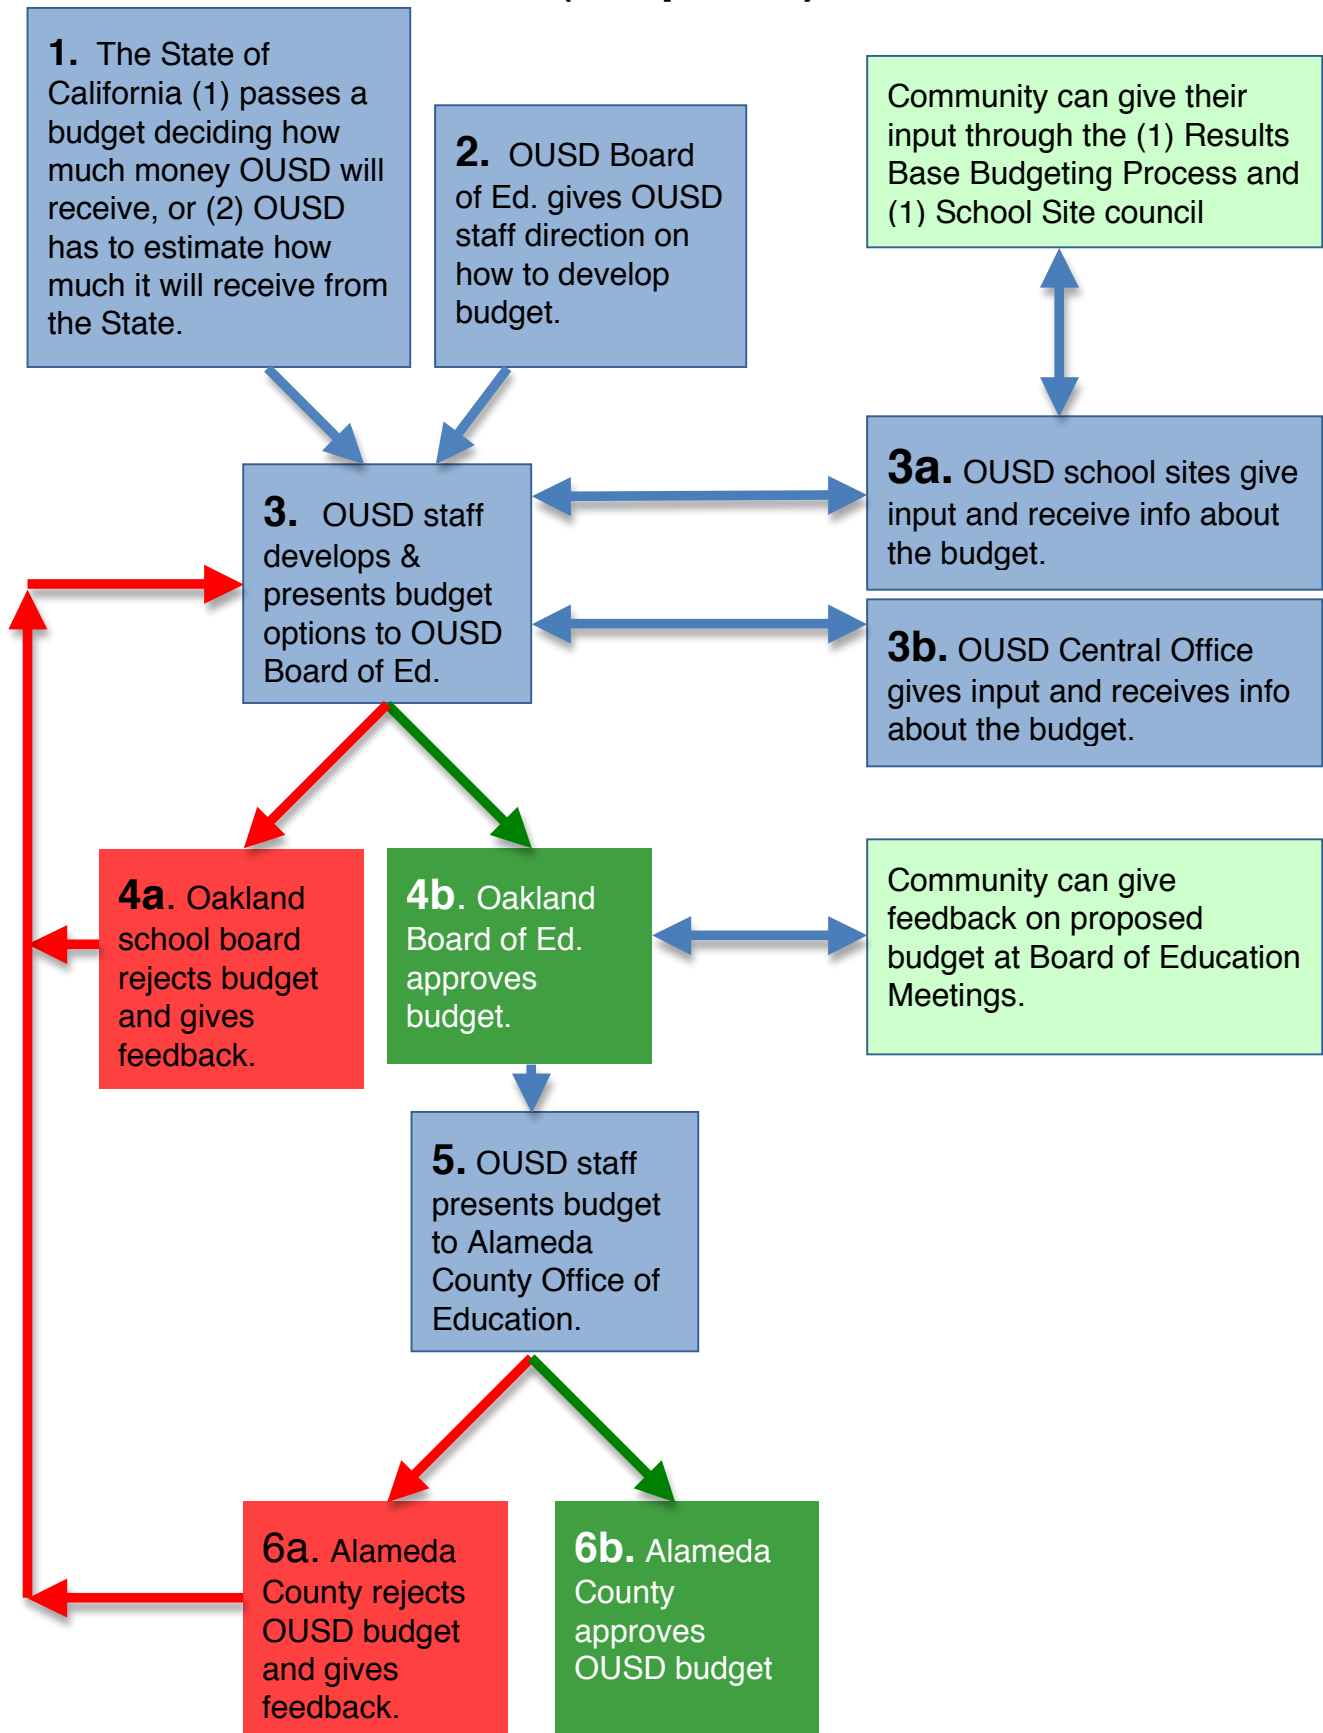 1. The State of
California (1) passes a
budget deciding how
much money OUSD will
receive, or (2) OUSD
has to estimate how
much it will receive from
the State.
2. OUSD Board
of Ed. gives OUSD
staff direction on
how to develop
budget.
Community can give their
input through the (1) Results
Base Budgeting Process and
(1) School Site council
3. OUSD staff
develops &
presents budget
options to OUSD
Board of Ed.
3a. OUSD school sites give
input and receive info about
the budget.
3b. OUSD Central Office
gives input and receives info
about the budget.
4a. Oakland
school board
rejects budget
and gives
feedback.
4b. Oakland
Board of Ed.
approves
budget.
Community can give
feedback on proposed
budget at Board of Education
Meetings.
5. OUSD staff
presents budget
to Alameda
County Office of
Education.
6a. Alameda
County rejects
OUSD budget
and gives
feedback.
6b. Alameda
County
approves
OUSD budget